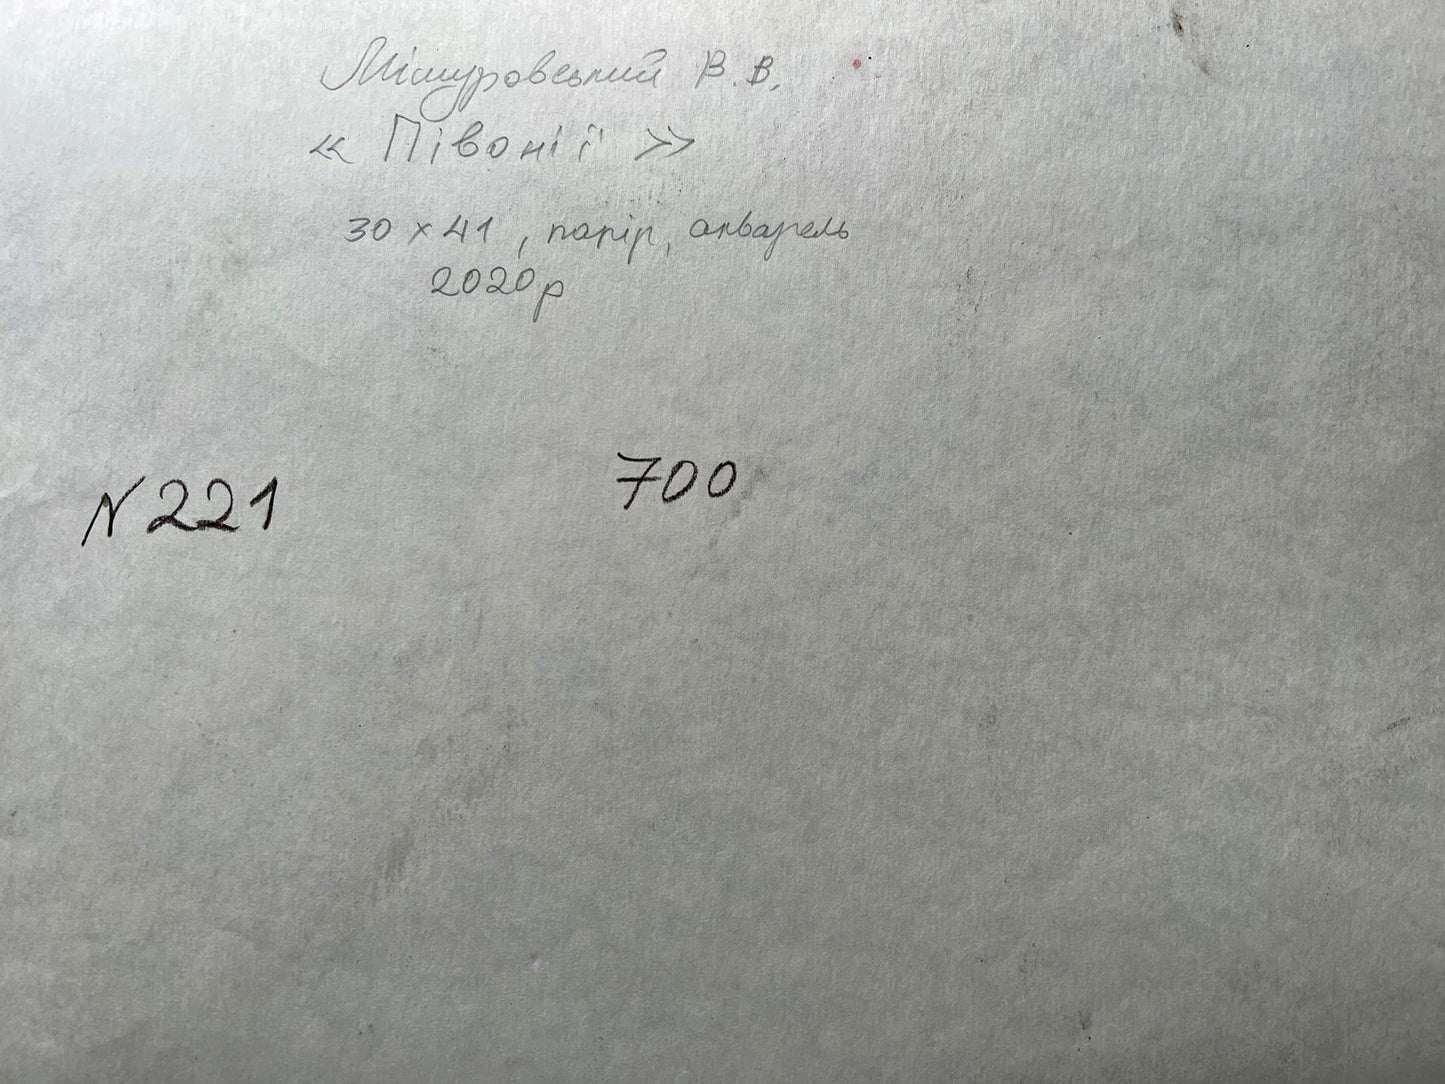 Мішуровський В. В.
« Півонії »
30 × 41, папір, акварель
2020р
N 221 700